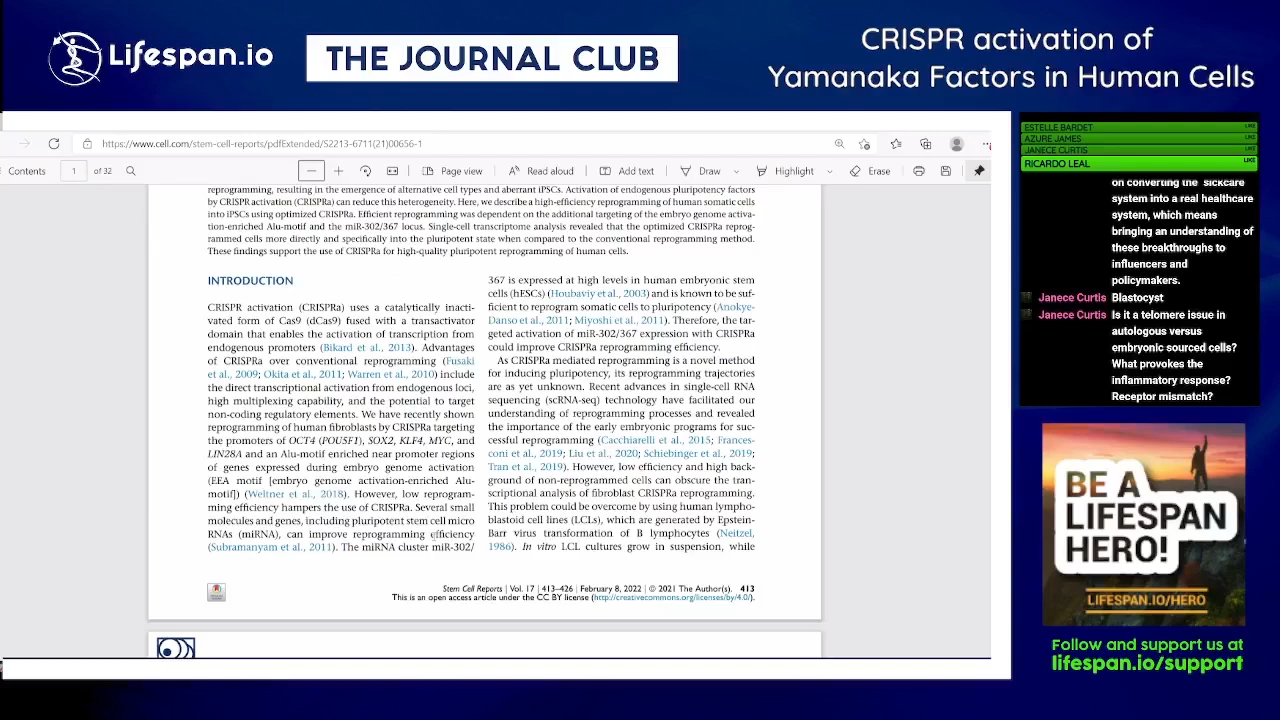 Lifespan.io
THE JOURNAL CLUB
CRISPR activation of
Yamanaka Factors in Human Cells
https://www.cell.com/stem-cell-reports/pdfExtended/S2213-6711(21)00656-1
Contents
1
of 32
Page view
Read aloud
Add text
Draw
Highlight
Erase
reprogramming, resulting in the emergence of alternative cell types and aberrant iPSCs. Activation of endogenous pluripotency factors
by CRISPR activation (CRISPRa) can reduce this heterogeneity. Here, we describe a high-efficiency reprogramming of human somatic cells
into iPSCs using optimized CRISPRa. Efficient reprogramming was dependent on the additional targeting of the embryo genome activa-
tion-enriched Alu-motif and the miR-302/367 locus. Single-cell transcriptome analysis revealed that the optimized CRISPRa reprog-
rammed cells more directly and specifically into the pluripotent state when compared to the conventional reprogramming method.
These findings support the use of CRISPRa for high-quality pluripotent reprogramming of human cells.
INTRODUCTION
CRISPR activation (CRISPRa) uses a catalytically inacti-
vated form of Cas9 (dCas9) fused with a transactivator
domain that enables the activation of transcription from
endogenous promoters (Bikard et al., 2013). Advantages
of CRISPRa over conventional reprogramming (Fusaki
et al., 2009; Okita et al., 2011; Warren et al., 2010) include
the direct transcriptional activation from endogenous loci,
high multiplexing capability, and the potential to target
non-coding regulatory elements. We have recently shown
reprogramming of human fibroblasts by CRISPRa targeting
the promoters of OCT4 (POU5F1), SOX2, KLF4, MYC, and
LIN28A and an Alu-motif enriched near promoter regions
of genes expressed during embryo genome activation
(EEA motif [embryo genome activation-enriched Alu-
motif]) (Weltner et al., 2018). However, low reprogram-
ming efficiency hampers the use of CRISPRa. Several small
molecules and genes, including pluripotent stem cell micro
RNAs (miRNA), can improve reprogramming efficiency
(Subramanyam et al., 2011). The miRNA cluster miR-302/
367 is expressed at high levels in human embryonic stem
cells (hESCs) (Houbaviy et al., 2003) and is known to be suf-
ficient to reprogram somatic cells to pluripotency (Anokye-
Danso et al., 2011; Miyoshi et al., 2011). Therefore, the tar-
geted activation of miR-302/367 expression with CRISPRa
could improve CRISPRa reprogramming efficiency.
As CRISPRa mediated reprogramming is a novel method
for inducing pluripotency, its reprogramming trajectories
are as yet unknown. Recent advances in single-cell RNA
sequencing (scRNA-seq) technology have facilitated our
understanding of reprogramming processes and revealed
the importance of the early embryonic programs for suc-
cessful reprogramming (Cacchiarelli et al., 2015; Frances-
coni et al., 2019; Liu et al., 2020; Schiebinger et al., 2019;
Tran et al., 2019). However, low efficiency and high back-
ground of non-reprogrammed cells can obscure the tran-
scriptional analysis of fibroblast CRISPRa reprogramming.
This problem could be overcome by using human lympho-
blastoid cell lines (LCLs), which are generated by Epstein-
Barr virus transformation of B lymphocytes (Neitzel,
1986). In vitro LCL cultures grow in suspension, while
Stem Cell Reports | Vol. 17 | 413–426 | February 8, 2022 | © 2021 The Author(s). 413
This is an open access article under the CC BY license (http://creativecommons.org/licenses/by/4.0/).
ESTELLE BARDET LIKE
AZURE JAMES LIKE
JANECE CURTIS LIKE
RICARDO LEAL LIKE
on converting the 'sickcare
system into a real healthcare
system, which means
bringing an understanding of
these breakthroughs to
influencers and
policymakers.
Janece Curtis Blastocyst
Janece Curtis Is it a telomere issue in
autologous versus
embryonic sourced cells?
What provokes the
inflammatory response?
Receptor mismatch?
BE A
LIFESPAN
HERO!
LIFESPAN.IO/HERO
Follow and support us at
lifespan.io/support